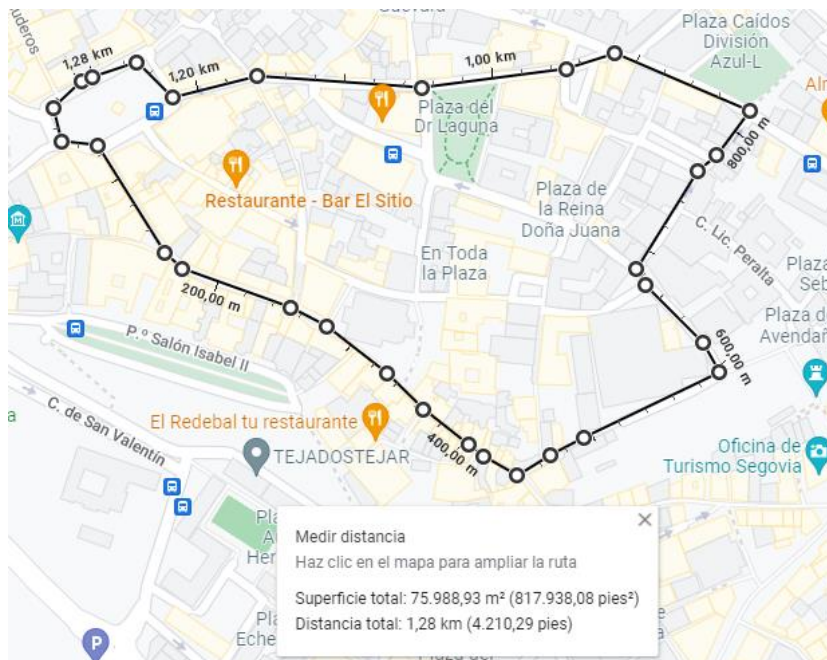 uderos
Guevara
Plaza Caídos
División
Azul-L
1,28 km
1,20 km
1,00 km
Plaza del
Dr Laguna
800,00 m
Restaurante - Bar El Sitio
Plaza de
la Reina
Doña Juana
C. Lic. Peralta
En Toda
la Plaza
200,00 m
Plaza d
Avendañ
600,00 m
P.º Salón Isabel II
C. de San Valentín
a
El Redebal tu restaurante
TEJADOSTEJAR
400,00 m
Oficina de
Turismo Segovia
Medir distancia
Haz clic en el mapa para ampliar la ruta
Superficie total: 75.988,93 m² (817.938,08 pies²)
Distancia total: 1,28 km (4.210,29 pies)
P